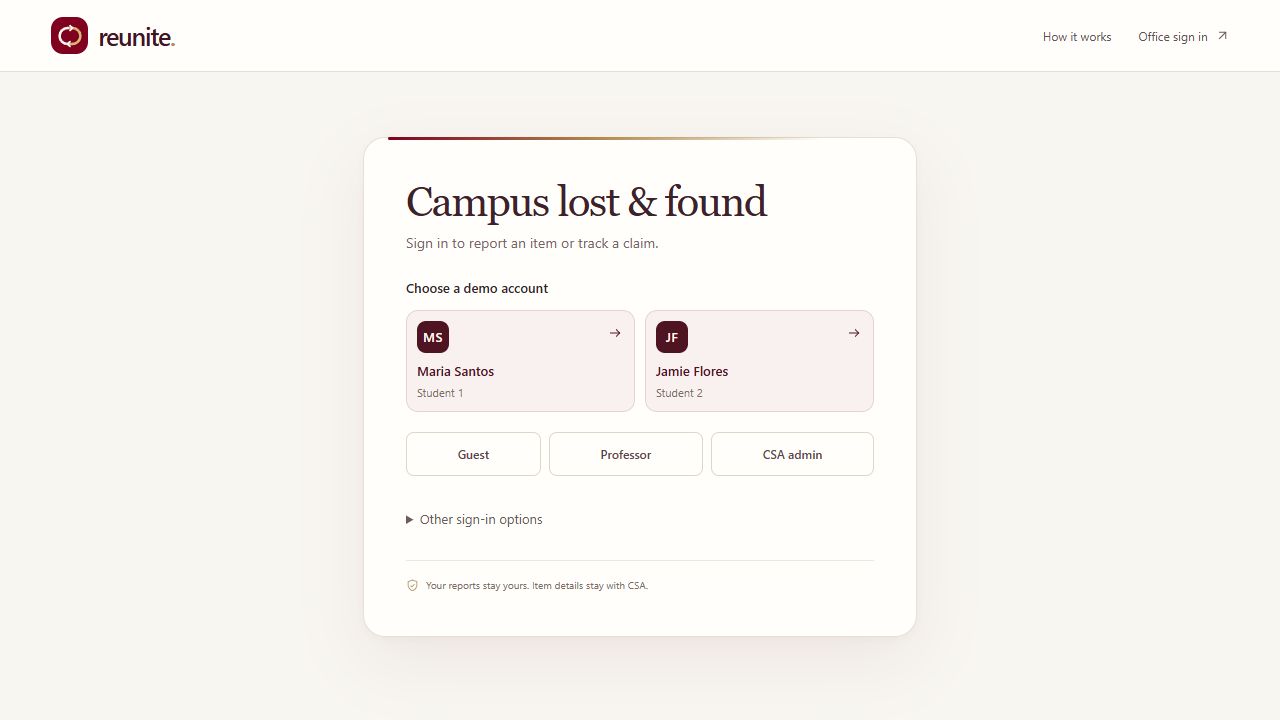 reunite.
How it works
Office sign in
Campus lost & found
Sign in to report an item or track a claim.
Choose a demo account
MS
Maria Santos
Student 1
JF
Jamie Flores
Student 2
Guest
Professor
CSA admin
Other sign-in options
Your reports stay yours. Item details stay with CSA.